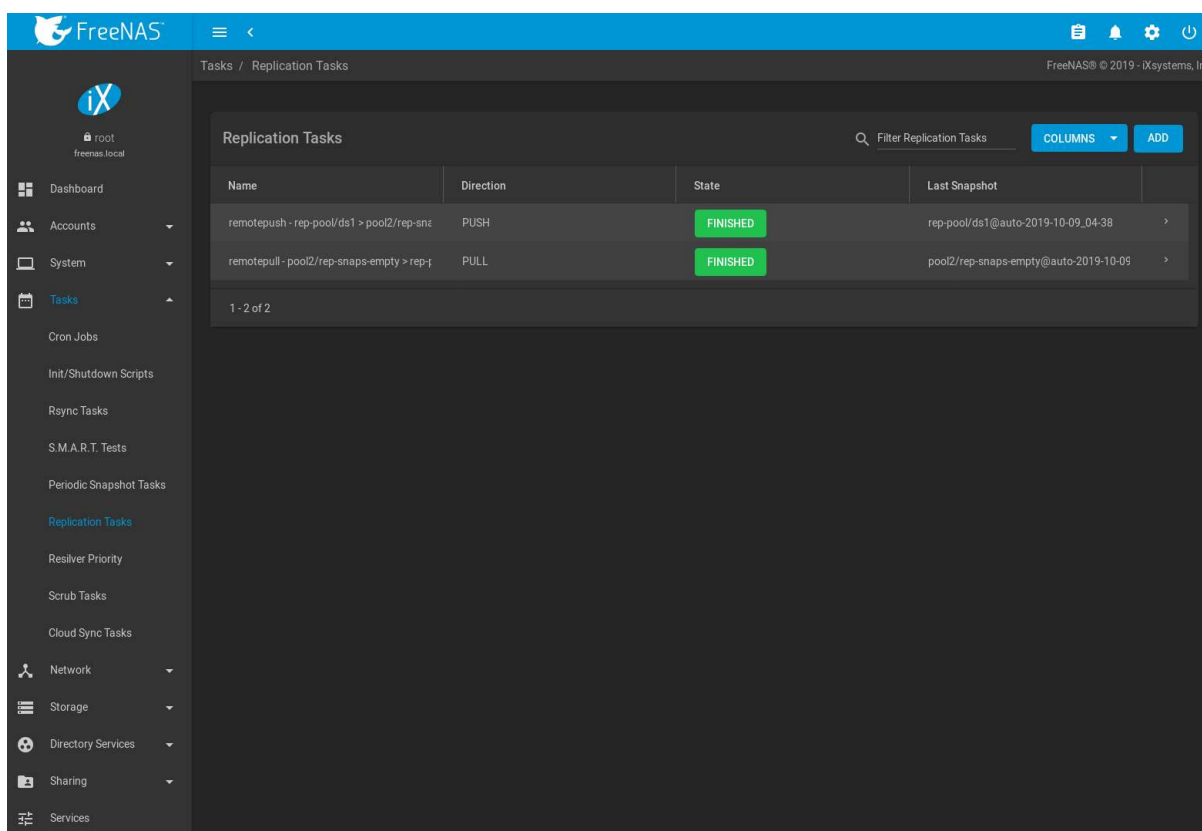 FreeNAS
Tasks / Replication Tasks
FreeNAS® © 2019 - iXsystems, In
iX
root
freenas.local
Replication Tasks
Filter Replication Tasks
COLUMNS
ADD
Name Direction State Last Snapshot
remotepush - rep-pool/ds1 > pool2/rep-sna PUSH FINISHED rep-pool/ds1@auto-2019-10-09_04-38
remotepull - pool2/rep-snaps-empty > rep-p PULL FINISHED pool2/rep-snaps-empty@auto-2019-10-09
1 - 2 of 2
Dashboard
Accounts
System
Tasks
Cron Jobs
Init/Shutdown Scripts
Rsync Tasks
S.M.A.R.T. Tests
Periodic Snapshot Tasks
Replication Tasks
Resilver Priority
Scrub Tasks
Cloud Sync Tasks
Network
Storage
Directory Services
Sharing
Services